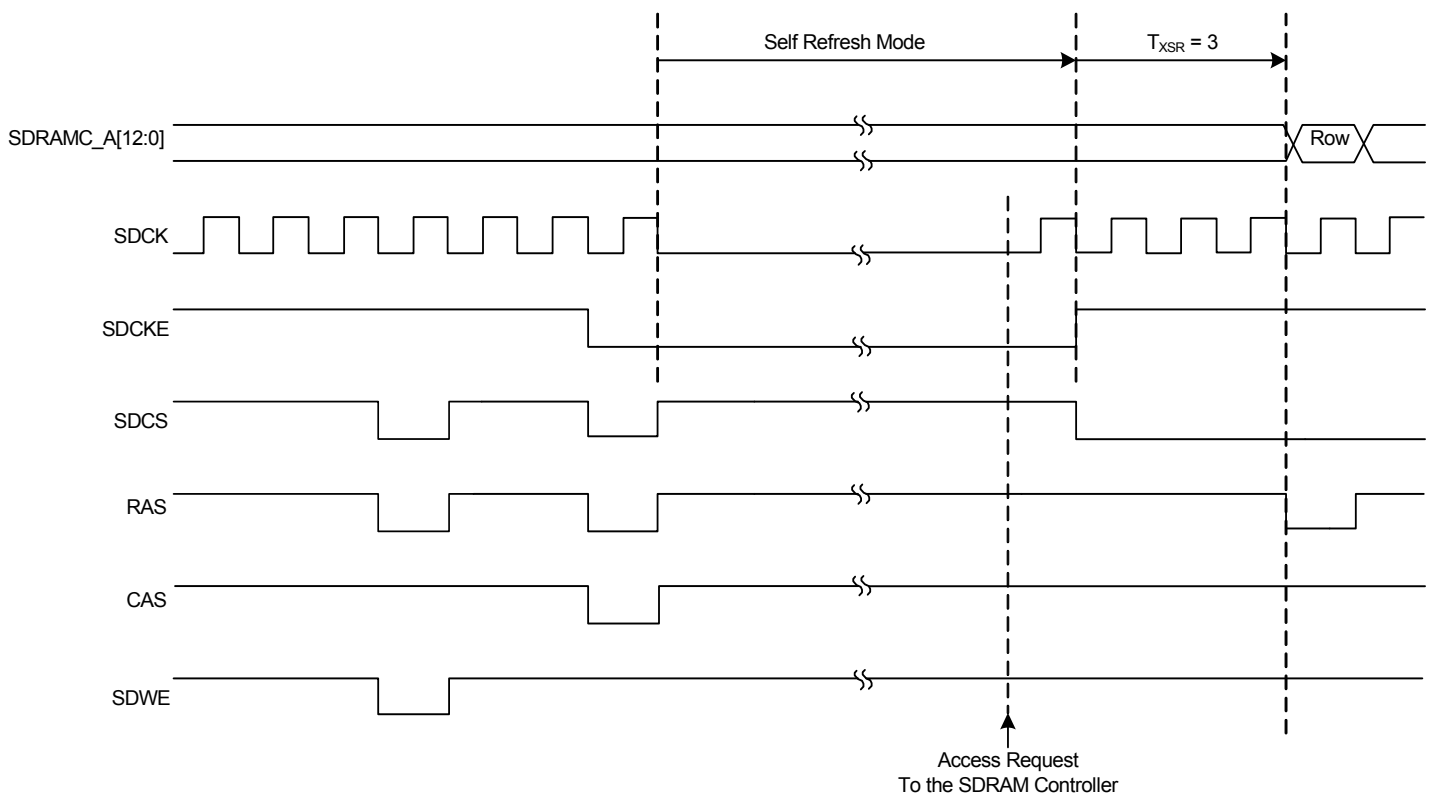 Self Refresh Mode
TXSR = 3
SDRAMC_A[12:0]
Row
SDCK
SDCKE
SDCS
RAS
CAS
SDWE
Access Request
To the SDRAM Controller